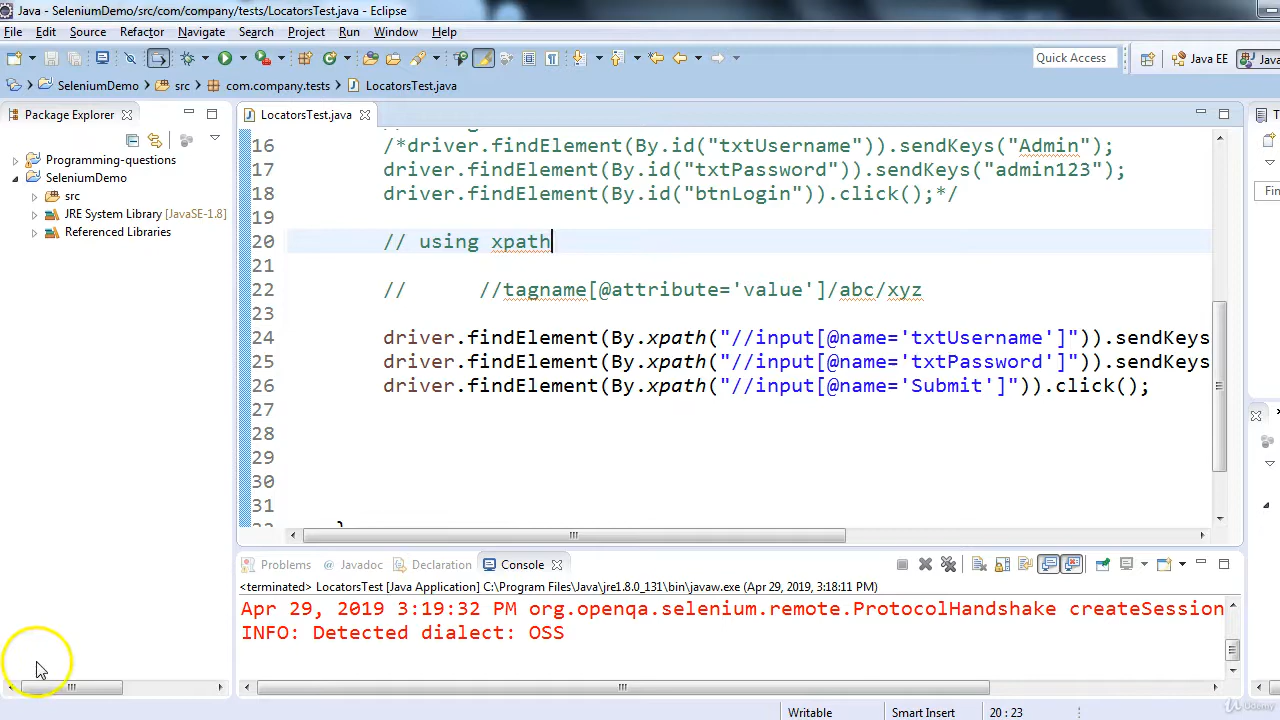 Java - SeleniumDemo/src/com/company/tests/LocatorsTest.java - Eclipse
File Edit Source Refactor Navigate Search Project Run Window Help
Quick Access Java EE Java
SeleniumDemo src com.company.tests LocatorsTest.java
Package Explorer
LocatorsTest.java
Programming-questions
SeleniumDemo
src
JRE System Library [JavaSE-1.8]
Referenced Libraries
16 /*driver.findElement(By.id("txtUsername")).sendKeys("Admin");
17 driver.findElement(By.id("txtPassword")).sendKeys("admin123");
18 driver.findElement(By.id("btnLogin")).click();*/
19
20 // using xpath
21
22 // //tagname[@attribute='value']/abc/xyz
23
24 driver.findElement(By.xpath("//input[@name='txtUsername']")).sendKeys
25 driver.findElement(By.xpath("//input[@name='txtPassword']")).sendKeys
26 driver.findElement(By.xpath("//input[@name='Submit']")).click();
27
28
29
30
31
}
Fin
Problems @ Javadoc Declaration Console
<terminated> LocatorsTest [Java Application] C:\Program Files\Java\jre1.8.0_131\bin\javaw.exe (Apr 29, 2019 3:18:11 PM)
Apr 29, 2019 3:19:32 PM org.openqa.selenium.remote.ProtocolHandshake createSession
INFO: Detected dialect: OSS
Writable Smart Insert 20 : 23
Udemy